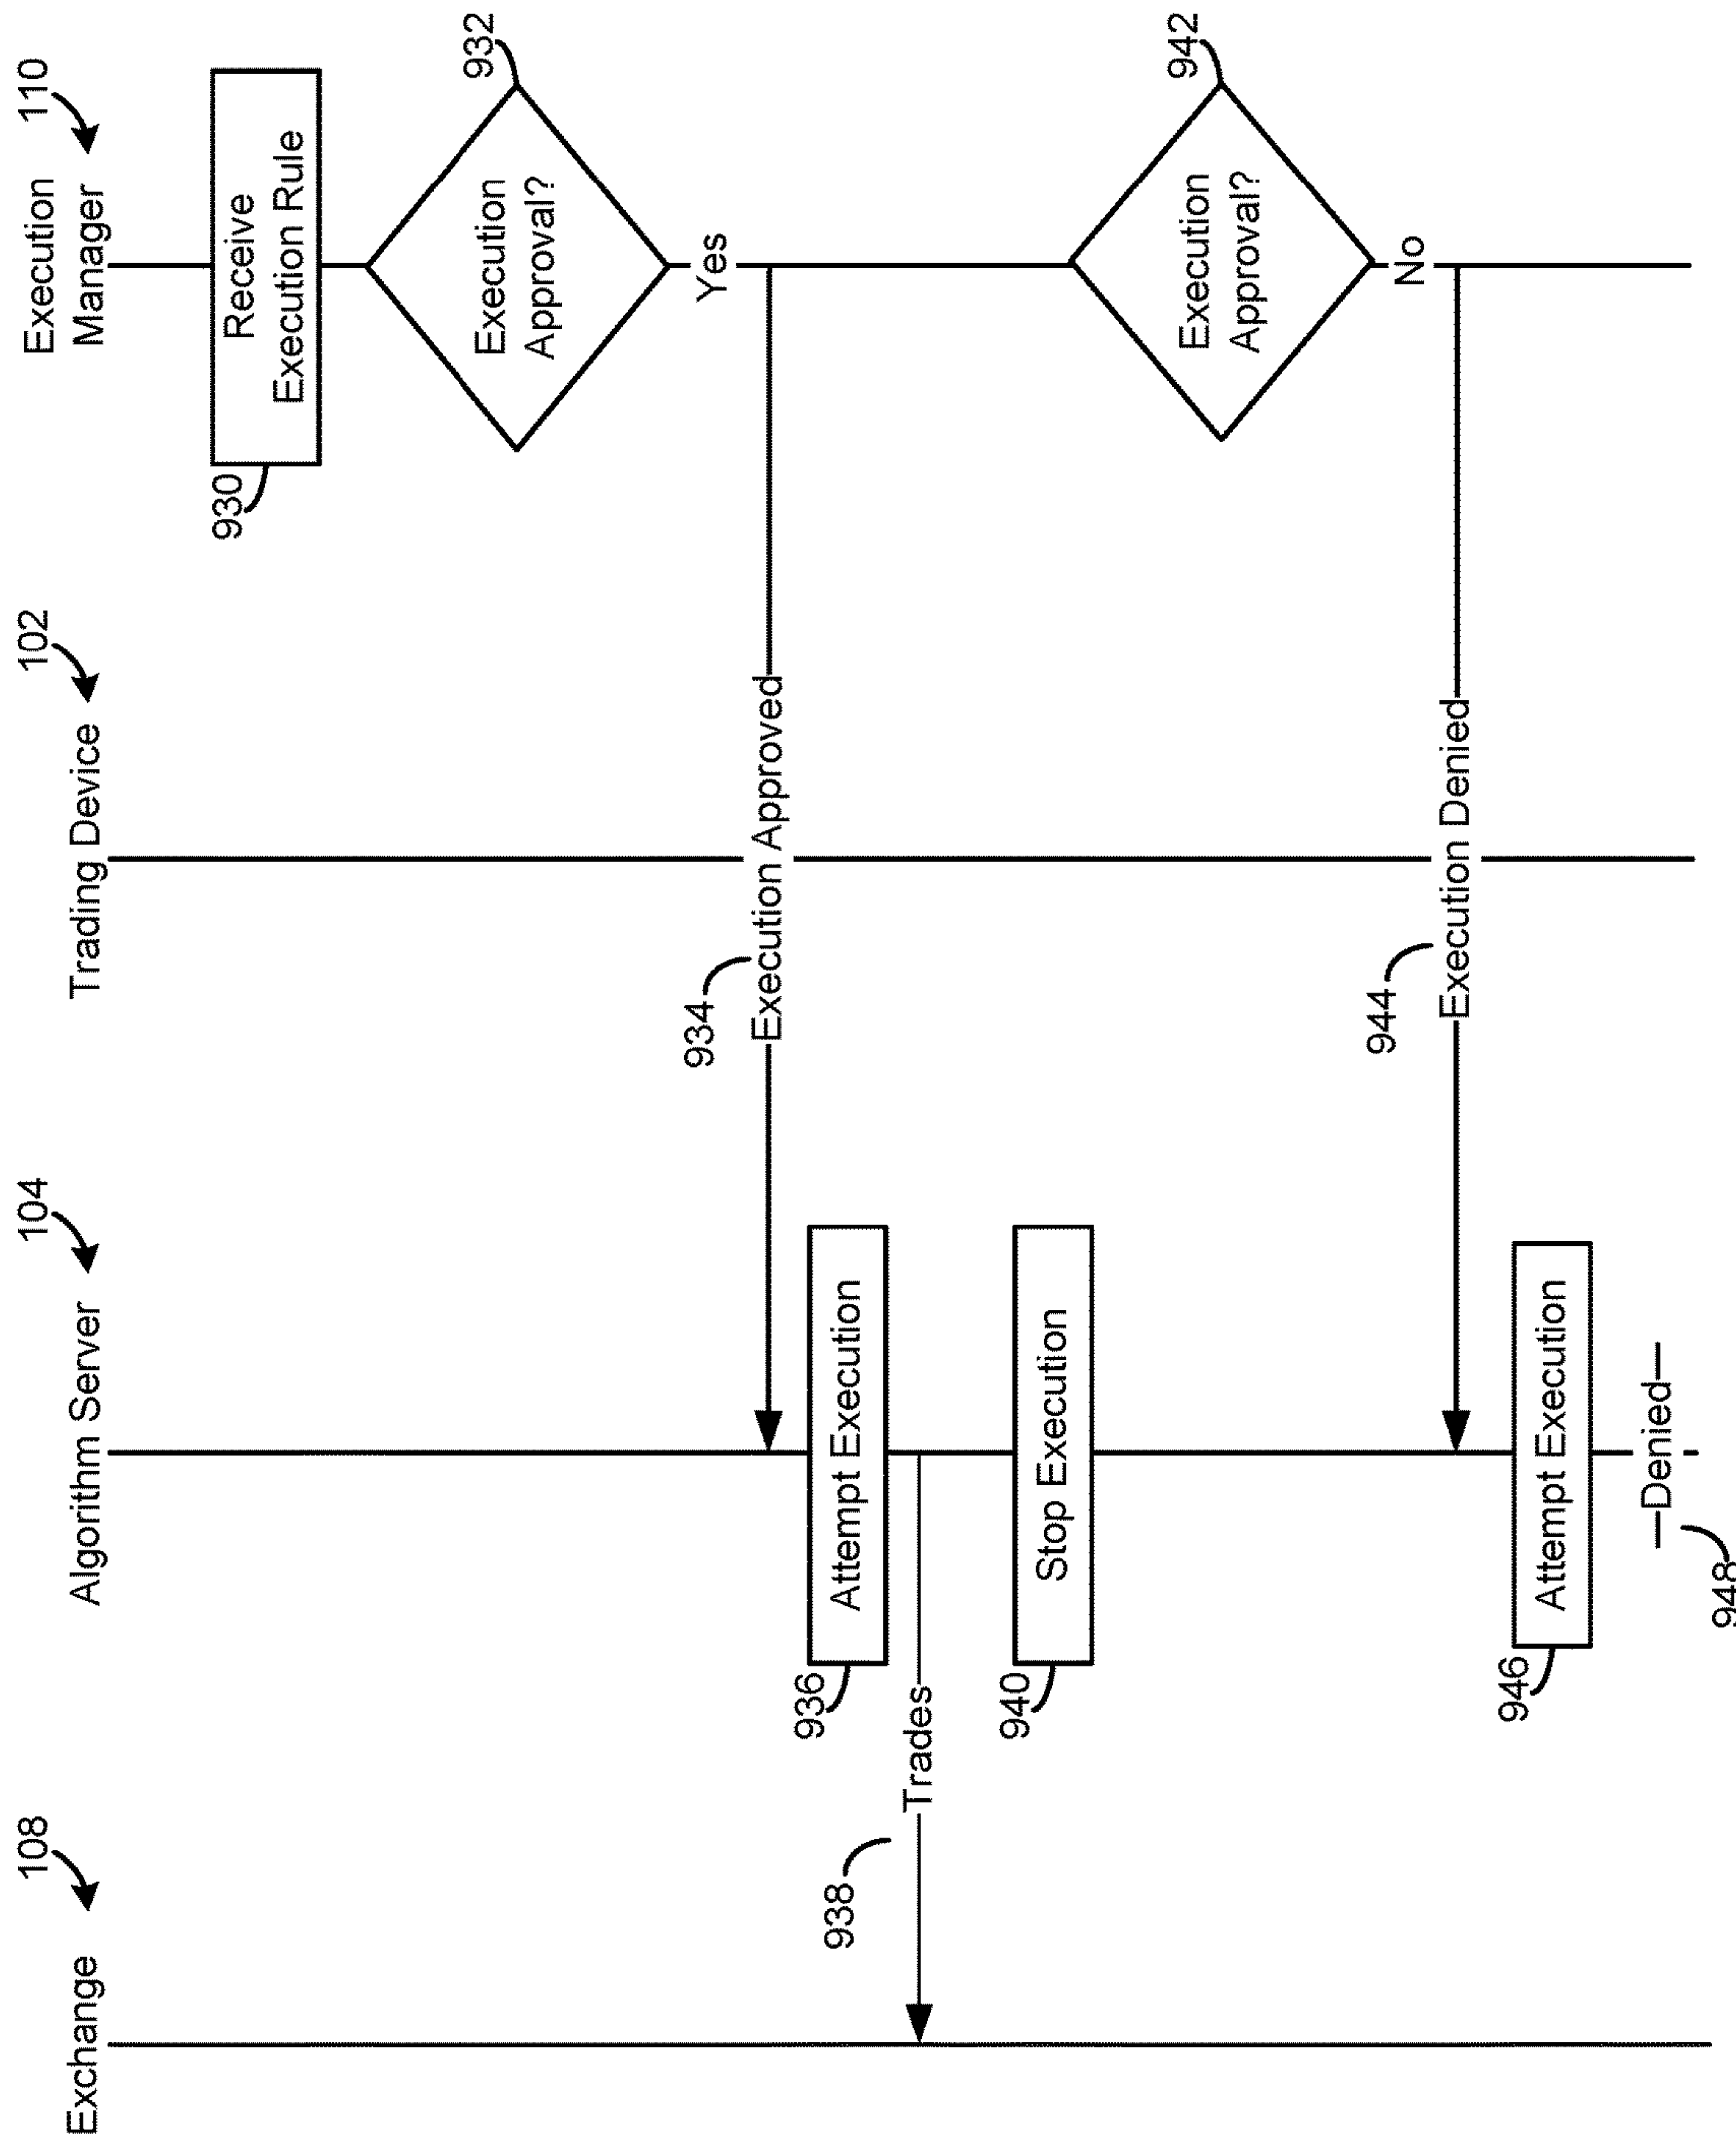 Exchange
108
Algorithm Server
104
Trading Device
102
Execution
Manager
110
930
Receive
Execution Rule
932
Execution
Approval?
Yes
934
Execution Approved
936
Attempt Execution
938
Trades
940
Stop Execution
942
Execution
Approval?
No
944
Execution Denied
946
Attempt Execution
Denied
948